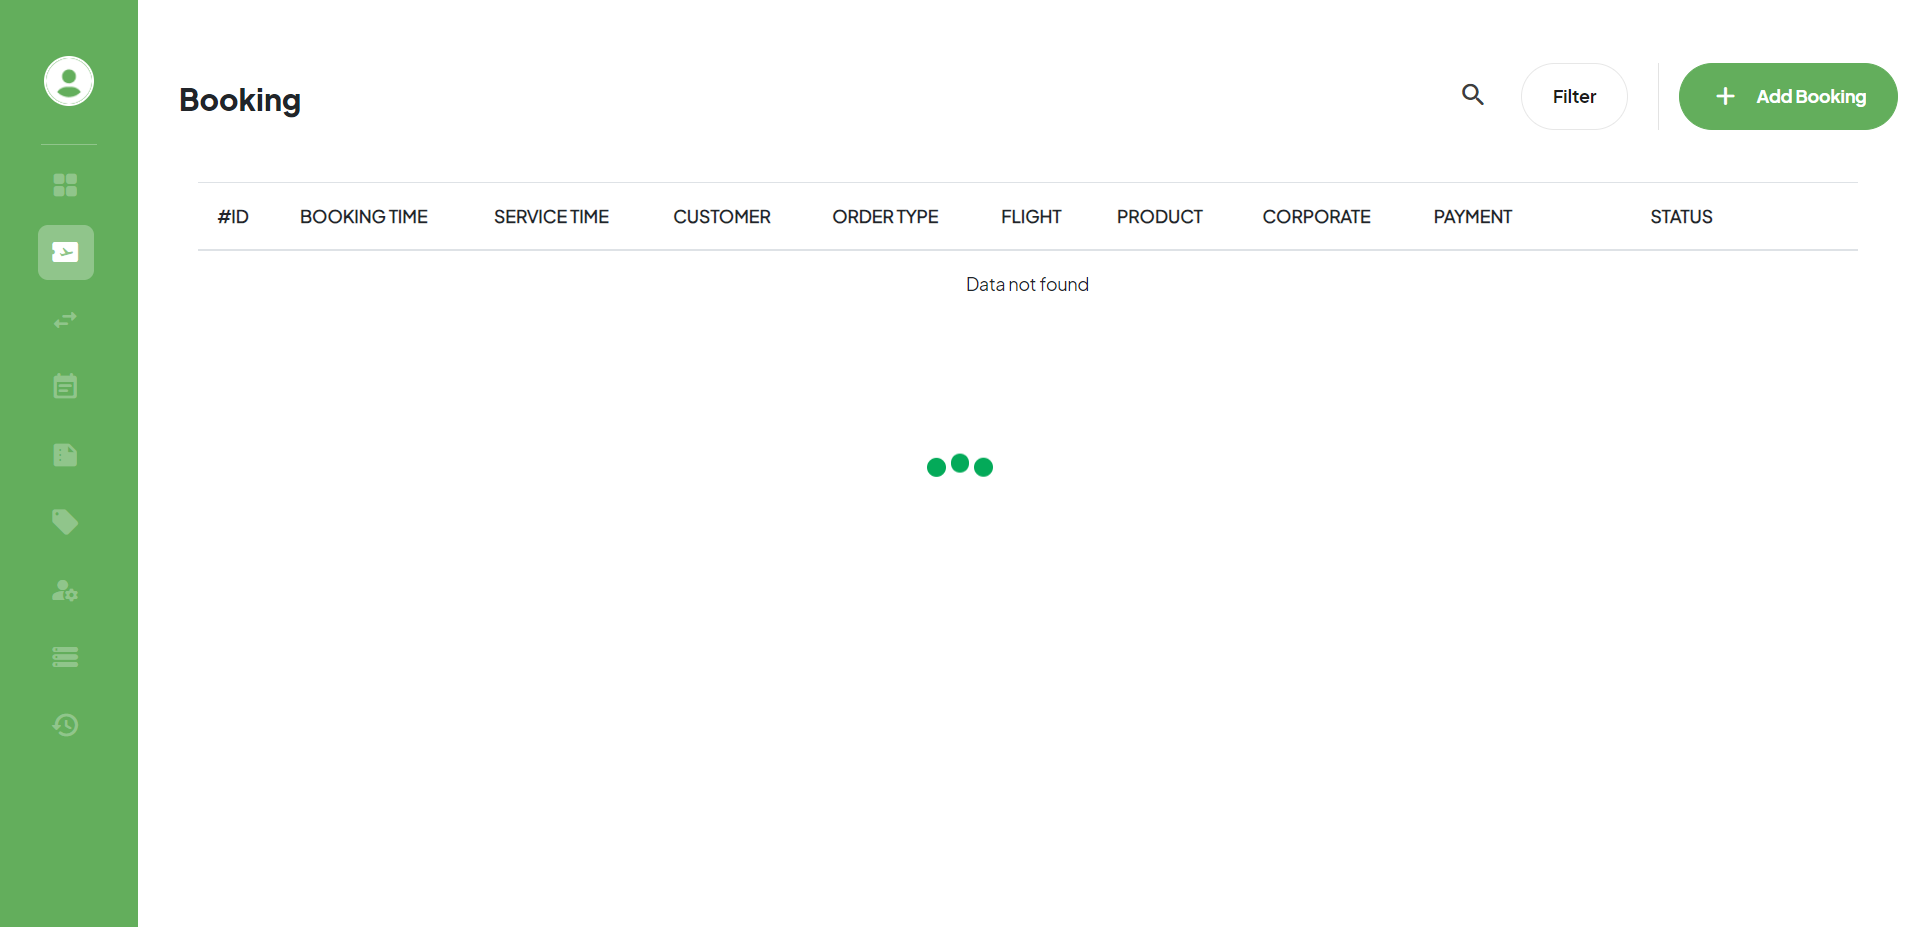 Booking
Filter
Add Booking
#ID BOOKING TIME SERVICE TIME CUSTOMER ORDER TYPE FLIGHT PRODUCT CORPORATE PAYMENT STATUS
Data not found